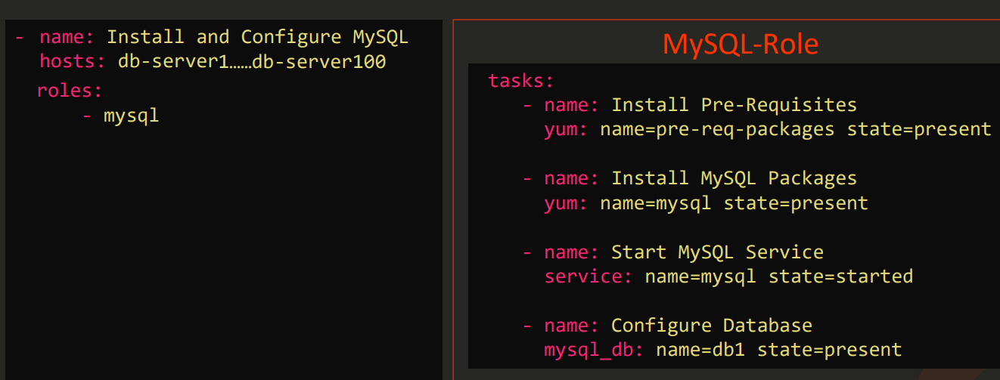 - name: Install and Configure MySQL
hosts: db-server1……db-server100
roles:
- mysql
MySQL-Role
tasks:
- name: Install Pre-Requisites
yum: name=pre-req-packages state=present
- name: Install MySQL Packages
yum: name=mysql state=present
- name: Start MySQL Service
service: name=mysql state=started
- name: Configure Database
mysql_db: name=db1 state=present